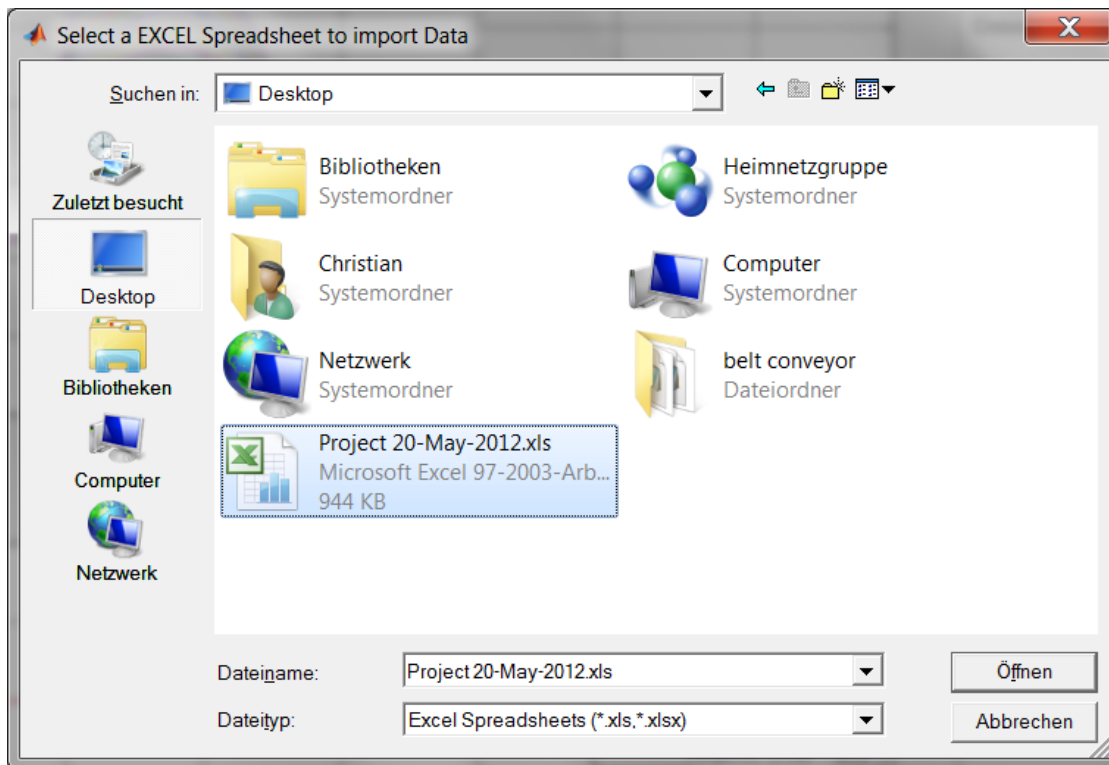 Select a EXCEL Spreadsheet to import Data
Suchen in:
Desktop
Zuletzt besucht
Desktop
Bibliotheken
Computer
Netzwerk
Bibliotheken
Systemordner
Heimnetzgruppe
Systemordner
Christian
Systemordner
Computer
Systemordner
Netzwerk
Systemordner
belt conveyor
Dateiordner
Project 20-May-2012.xls
Microsoft Excel 97-2003-Arb...
944 KB
Dateiname:
Project 20-May-2012.xls
Öffnen
Dateityp:
Excel Spreadsheets (*.xls,*.xlsx)
Abbrechen